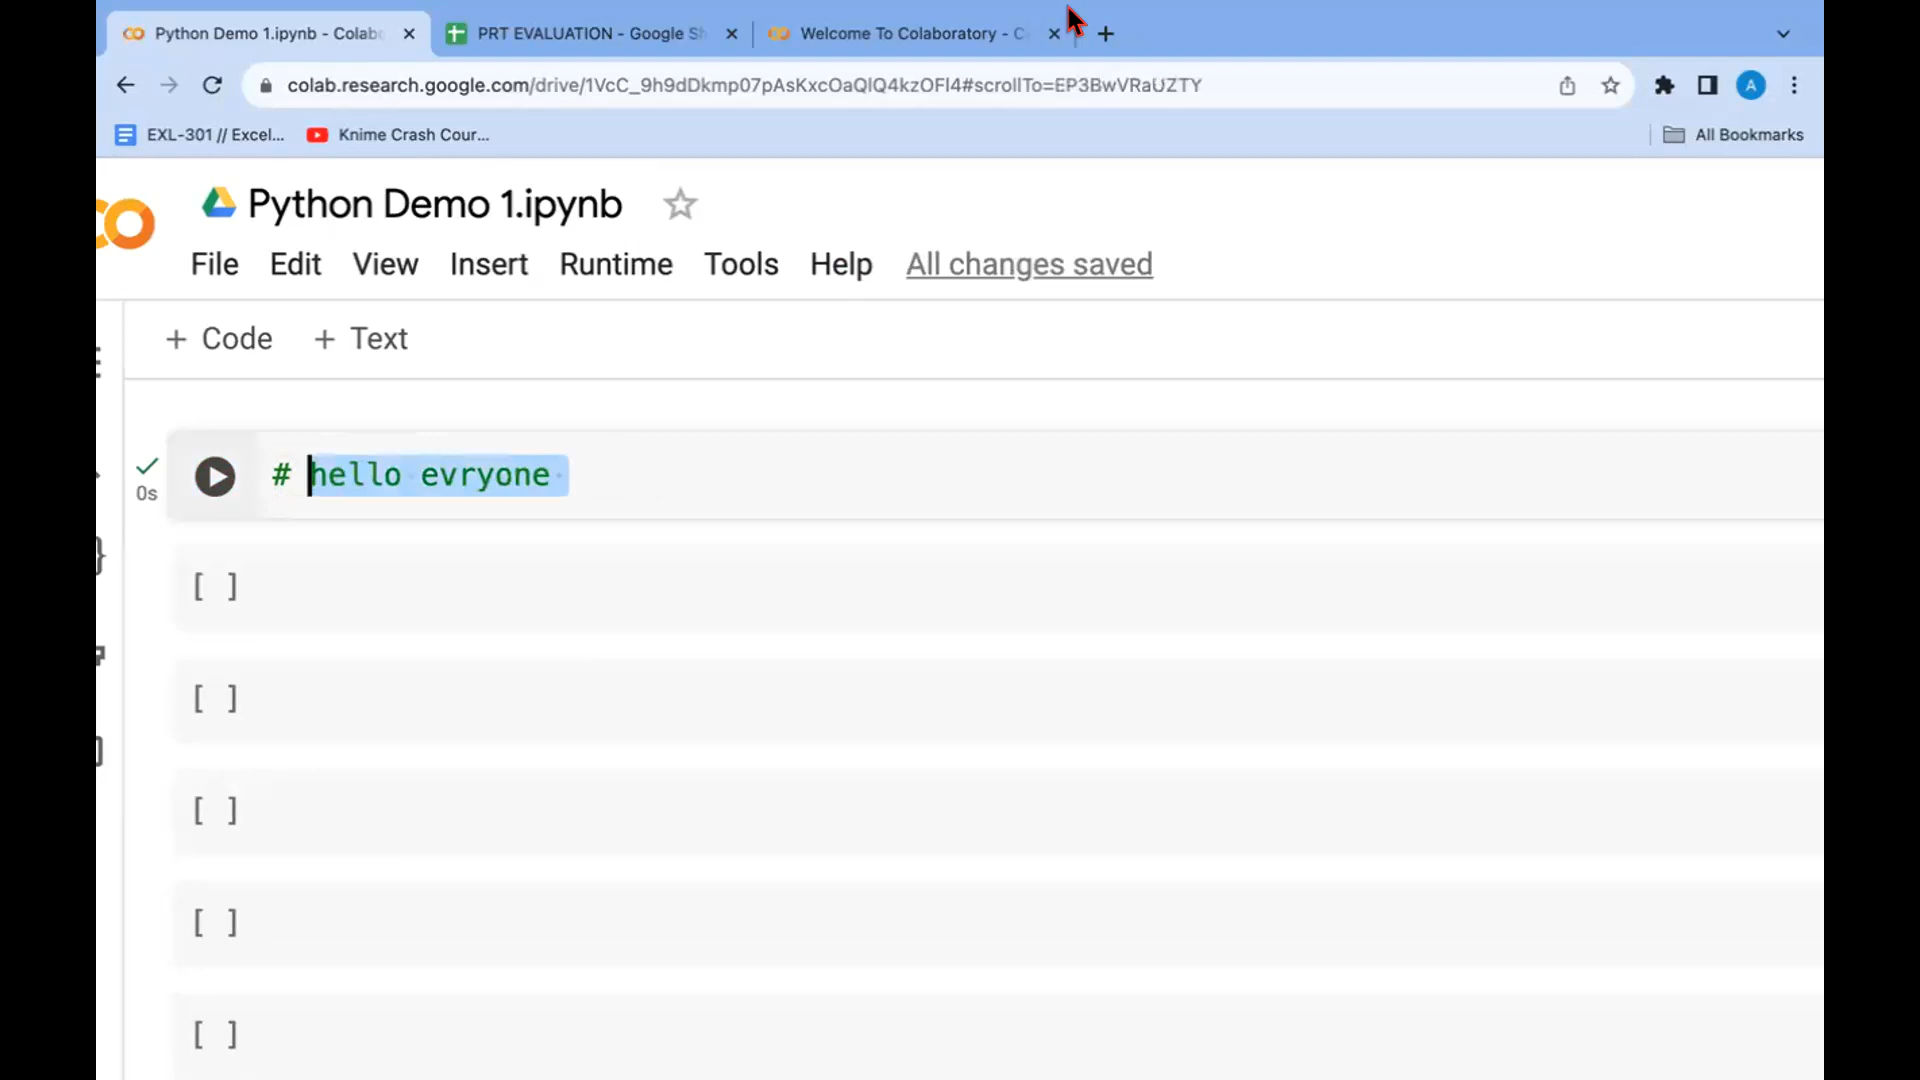 Python Demo 1.ipynb - Colab
PRT EVALUATION - Google Sh
Welcome To Colaboratory - C
colab.research.google.com/drive/1VcC_9h9dDkmp07pAsKxcOaQlQ4kzOFl4#scrollTo=EP3BwVRaUZTY
A
EXL-301 // Excel...
Knime Crash Cour...
All Bookmarks
Python Demo 1.ipynb
File Edit View Insert Runtime Tools Help All changes saved
+ Code + Text
# hello evryone
0s
[ ]
[ ]
[ ]
[ ]
[ ]